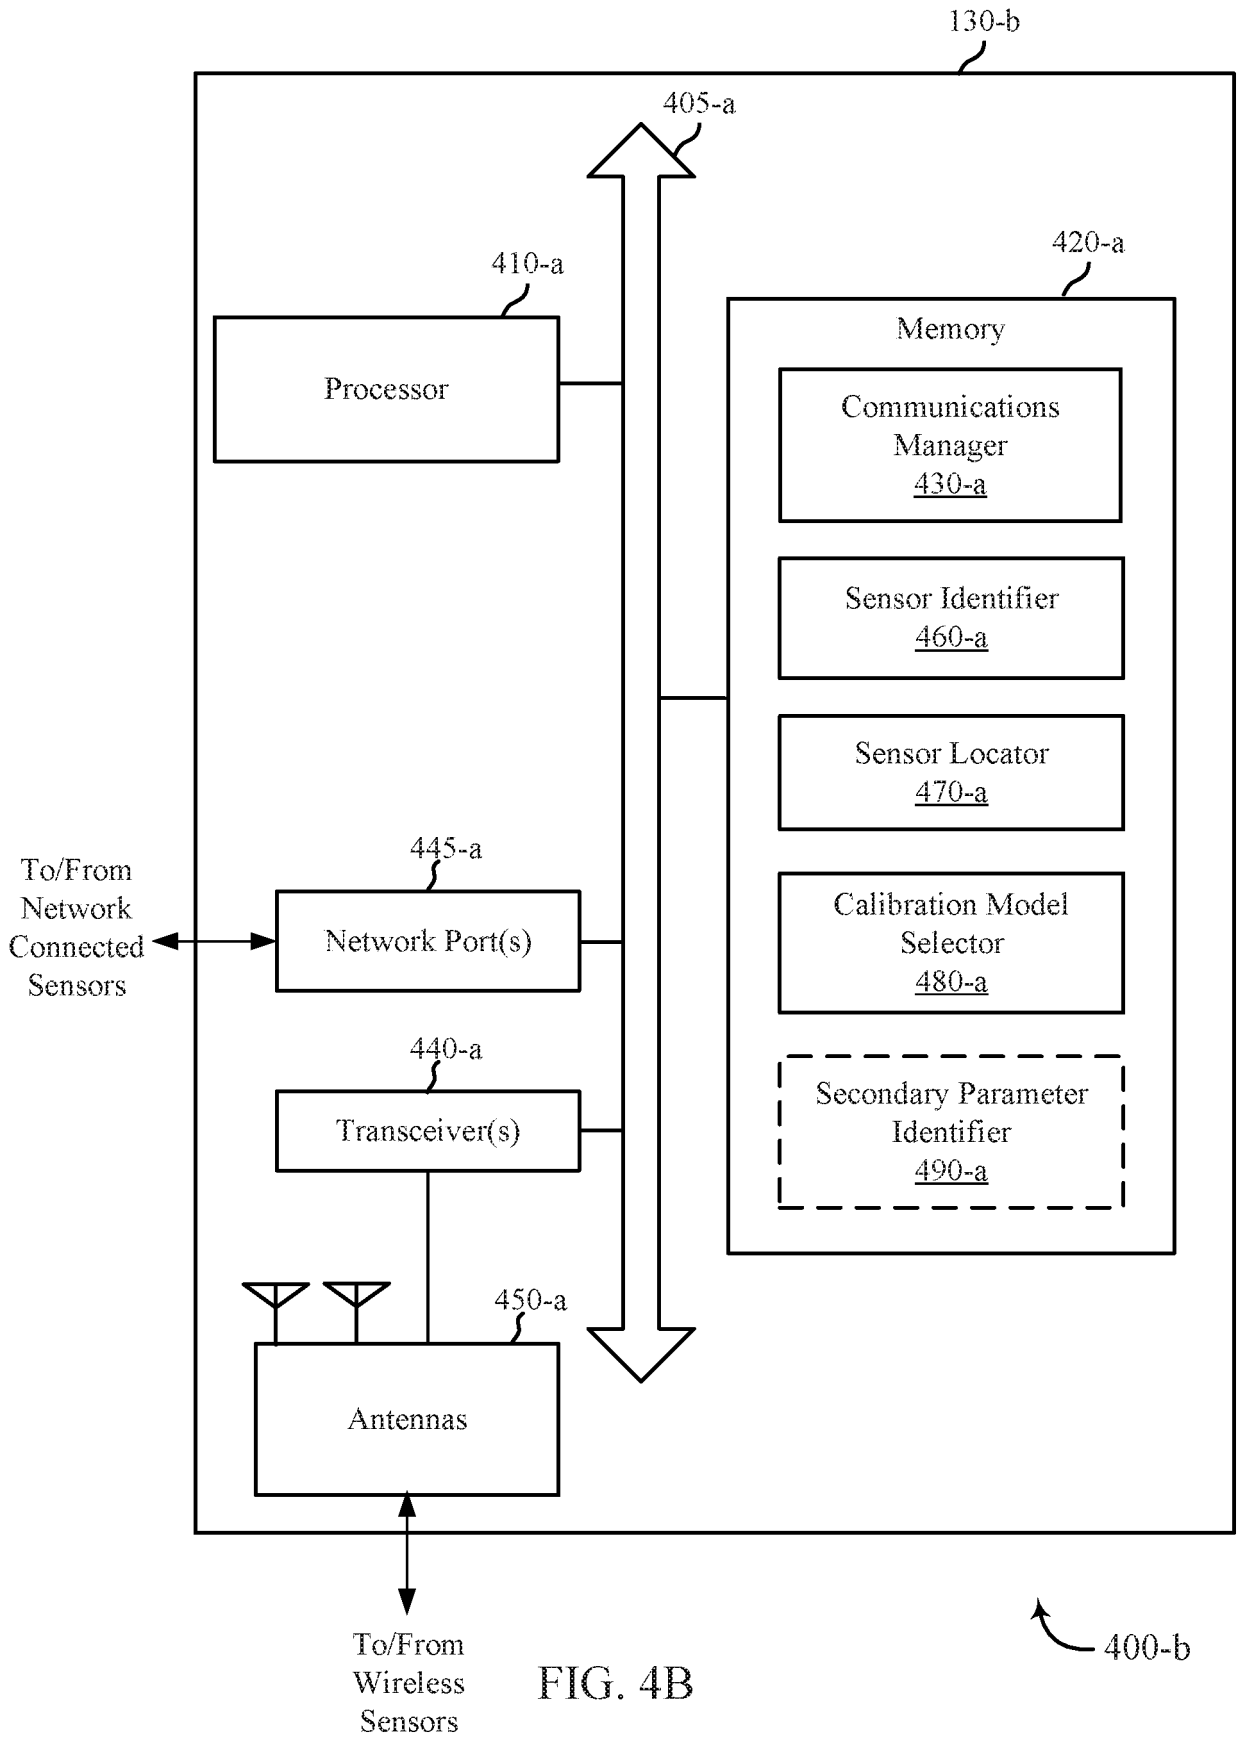 130-b
405-a
420-a
410-a
Memory
Processor
Communications
Manager
430-a
Sensor Identifier
460-a
Sensor Locator
470-a
445-a
To/From
Network
Connected
Sensors
Network Port(s)
Calibration Model
Selector
480-a
440-a
Transceiver(s)
Secondary Parameter
Identifier
490-a
450-a
Antennas
To/From
Wireless
Sensors
FIG. 4B
400-b